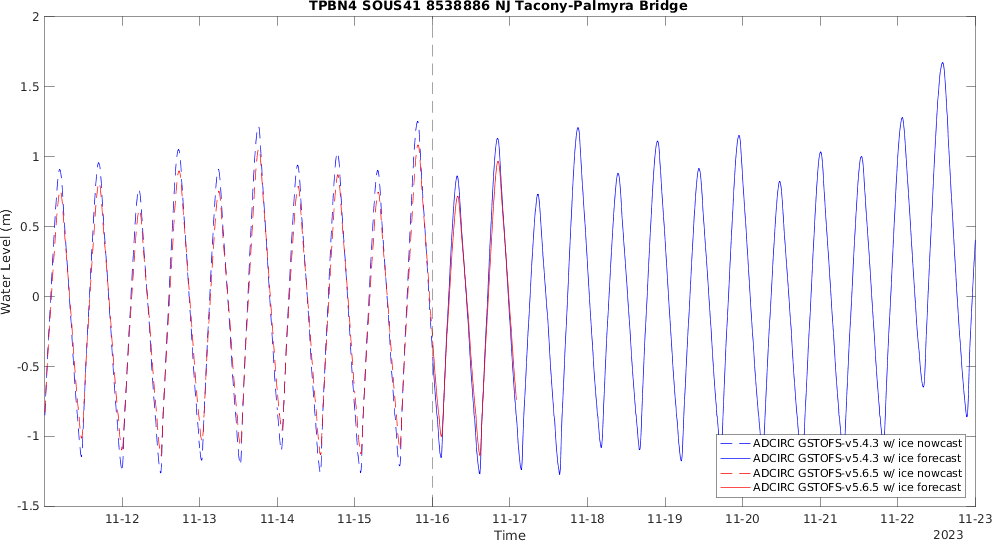 TPBN4 SOUS41 8538886 NJ Tacony-Palmyra Bridge
2
1.5
1
0.5
0
-0.5
-1
-1.5
Water Level (m)
ADCIRC GSTOFS-v5.4.3 w/ ice nowcast
ADCIRC GSTOFS-v5.4.3 w/ ice forecast
ADCIRC GSTOFS-v5.6.5 w/ ice nowcast
ADCIRC GSTOFS-v5.6.5 w/ ice forecast
11-12 11-13 11-14 11-15 11-16 11-17 11-18 11-19 11-20 11-21 11-22 11-23
Time
2023